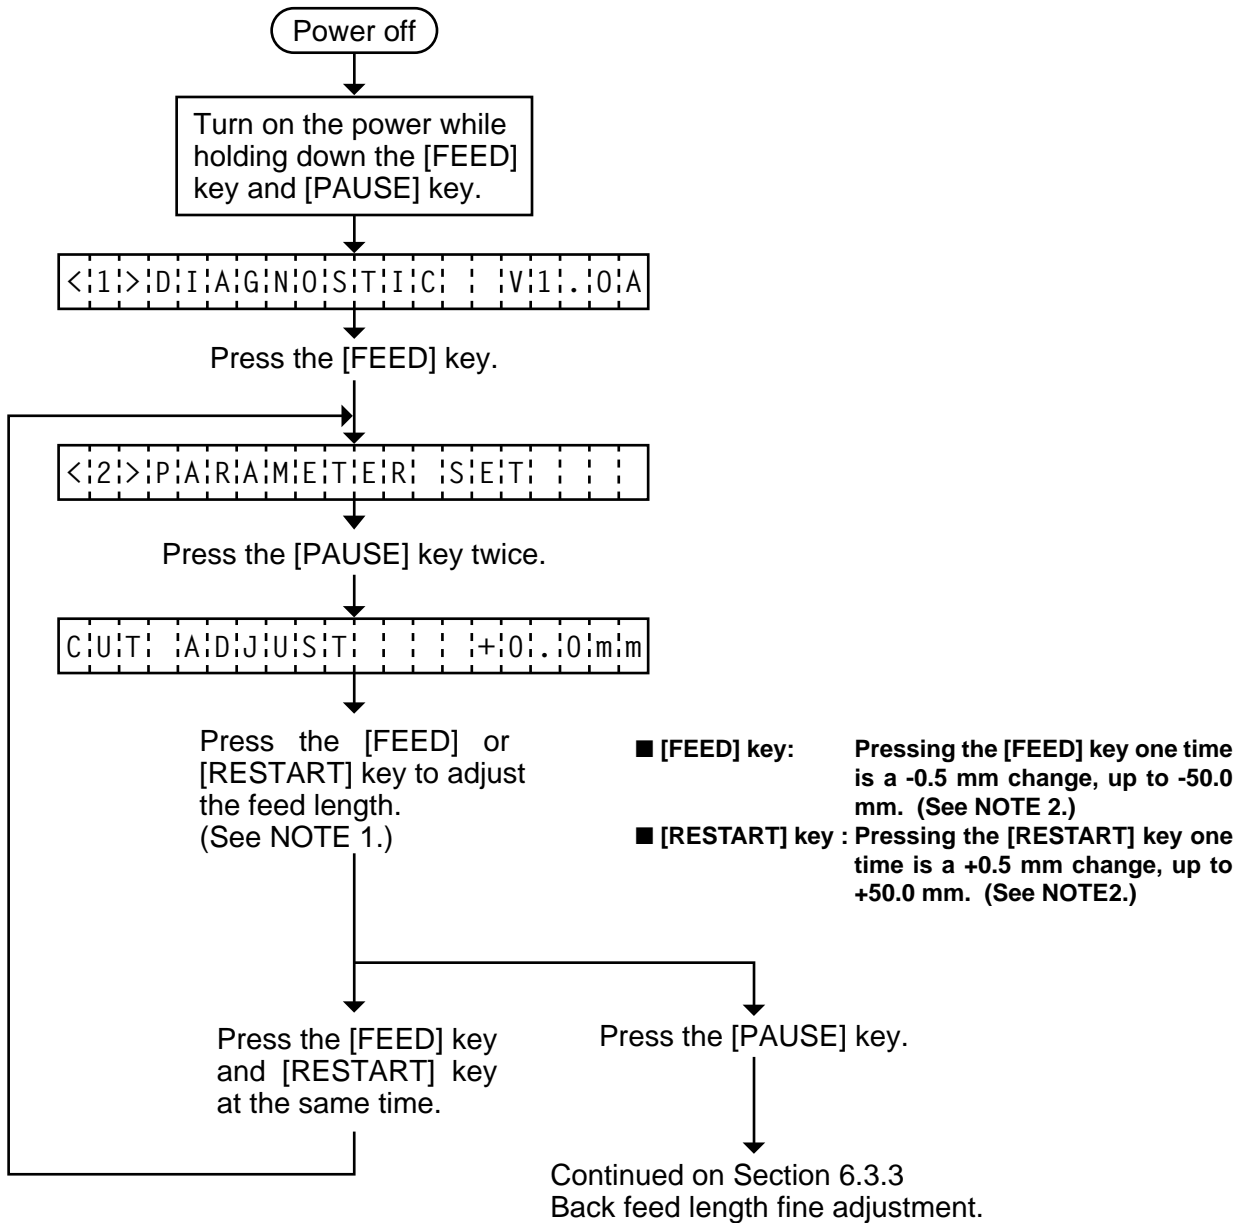 Power off
Turn on the power while
holding down the [FEED]
key and [PAUSE] key.
<1>DIAGNOSTIC  V1.0A
Press the [FEED] key.
<2>PARAMETER SET
Press the [PAUSE] key twice.
CUT ADJUST    +0.0mm
Press the [FEED] or
[RESTART] key to adjust
the feed length.
(See NOTE 1.)
■ [FEED] key: Pressing the [FEED] key one time
is a -0.5 mm change, up to -50.0
mm. (See NOTE 2.)
■ [RESTART] key : Pressing the [RESTART] key one
time is a +0.5 mm change, up to
+50.0 mm. (See NOTE2.)
Press the [FEED] key
and [RESTART] key
at the same time.
Press the [PAUSE] key.
Continued on Section 6.3.3
Back feed length fine adjustment.